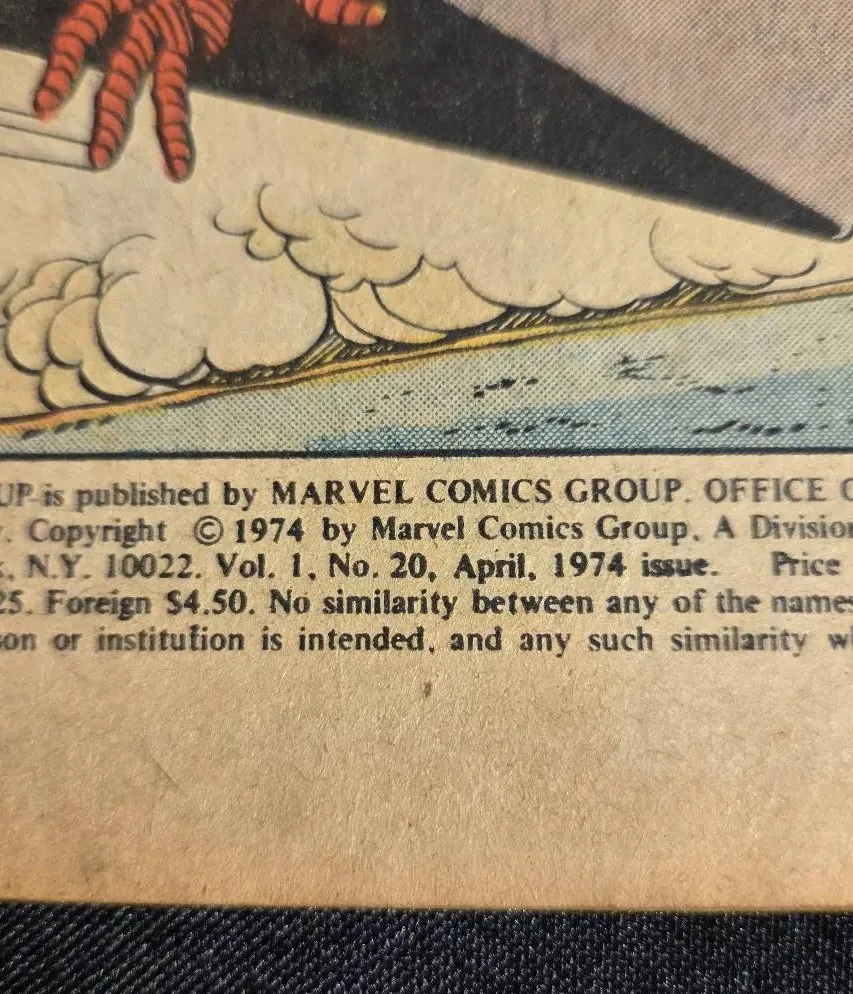 UP is published by MARVEL COMICS GROUP. OFFICE
. Copyright © 1974 by Marvel Comics Group, A Division
, N.Y. 10022. Vol. 1, No. 20, April, 1974 issue. Price
25. Foreign $4.50. No similarity between any of the names
on or institution is intended, and any such similarity